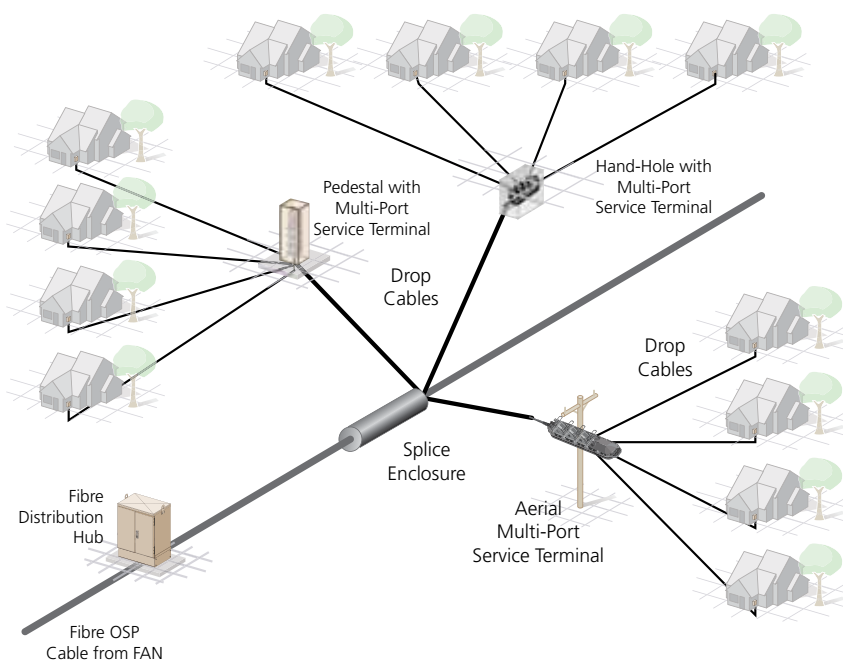 Pedestal with
Multi-Port
Service Terminal
Hand-Hole with
Multi-Port
Service Terminal
Drop
Cables
Drop
Cables
Splice
Enclosure
Fibre
Distribution
Hub
Aerial
Multi-Port
Service Terminal
Fibre OSP
Cable from FAN